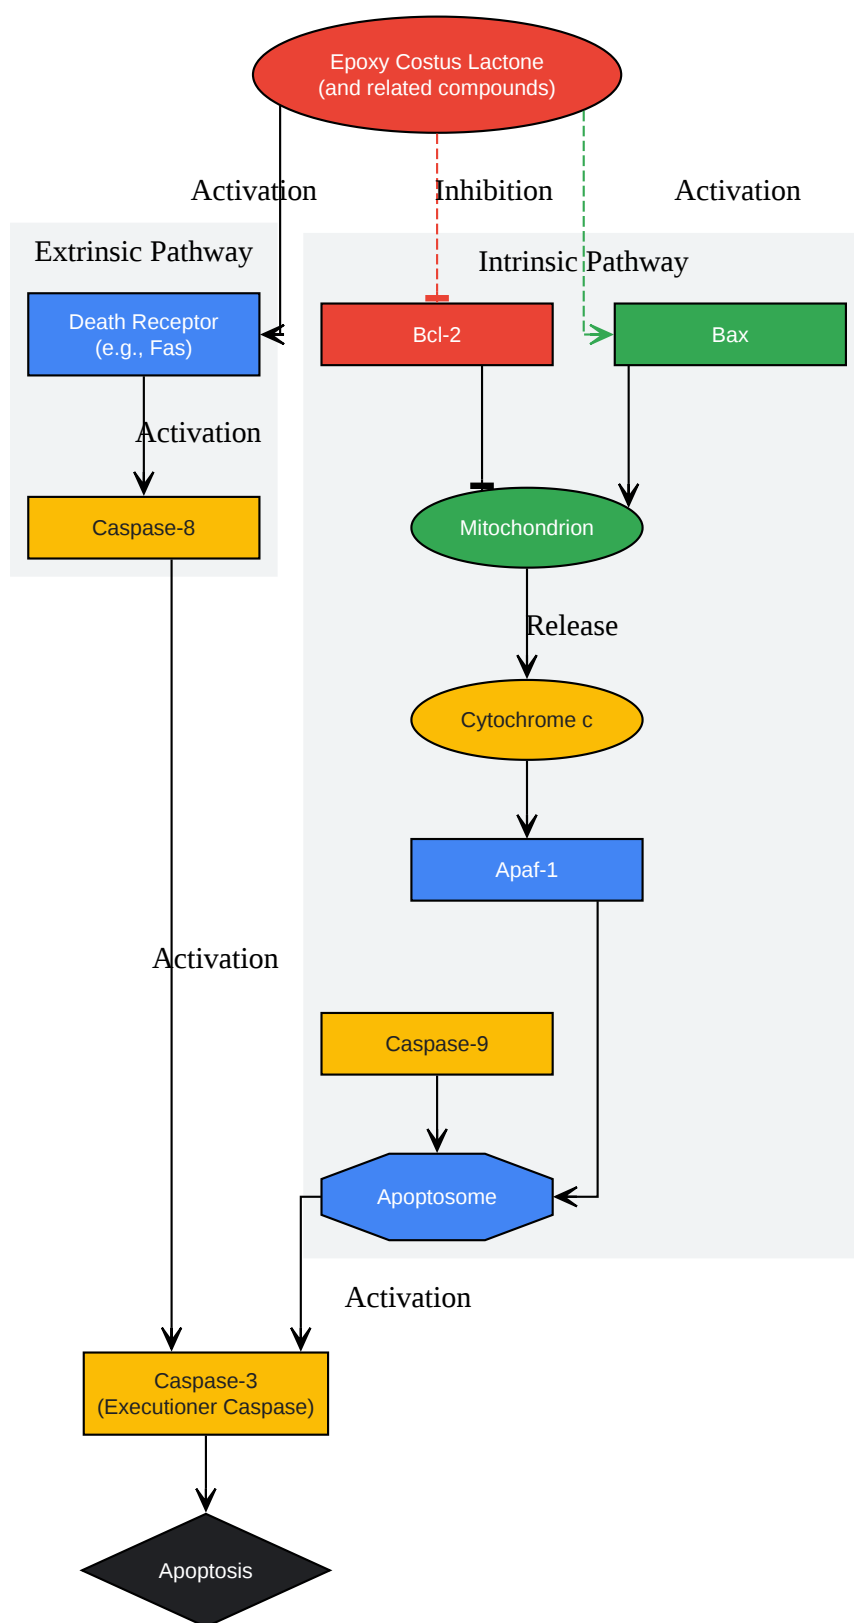 Epoxy Costus Lactone
(and related compounds)
Activation
Inhibition
Activation
Extrinsic Pathway
Intrinsic Pathway
Death Receptor
(e.g., Fas)
Bcl-2
Bax
Activation
Caspase-8
Mitochondrion
Release
Cytochrome c
Apaf-1
Activation
Caspase-9
Apoptosome
Activation
Caspase-3
(Executioner Caspase)
Apoptosis